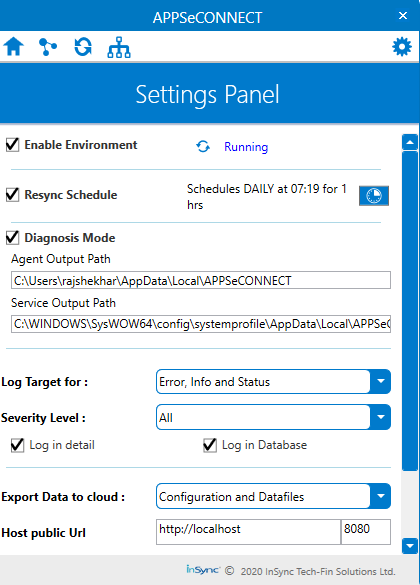 APPSeCONNECT ×
Settings Panel
Enable Environment Running
Resync Schedule Schedules DAILY at 07:19 for 1
hrs
Diagnosis Mode
Agent Output Path
C:\Users\rajshekhar\AppData\Local\APPSeCONNECT
Service Output Path
C:\WINDOWS\SysWOW64\config\systemprofile\AppData\Local\APPSeC
Log Target for : Error, Info and Status
Severity Level : All
Log in detail Log in Database
Export Data to cloud : Configuration and Datafiles
Host public Url http://localhost 8080
InSync © 2020 InSync Tech-Fin Solutions Ltd.